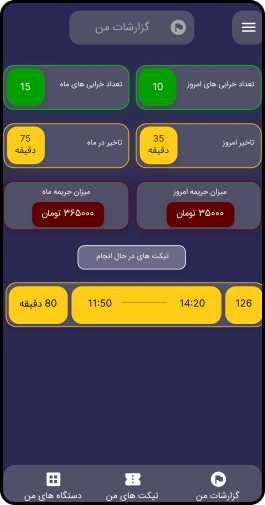 گزارشات من
تعداد خرابی های امروز
10
تعداد خرابی های ماه
15
تاخیر امروز
35
دقیقه
تاخیر در ماه
75
دقیقه
میزان جریمه امروز
۳۵۰۰۰ تومان
میزان جریمه ماه
۳۶۵۰۰۰ تومان
تیکت های در حال انجام
126
14:20
11:50
80 دقیقه
گزارشات من
تیکت های من
دستگاه های من